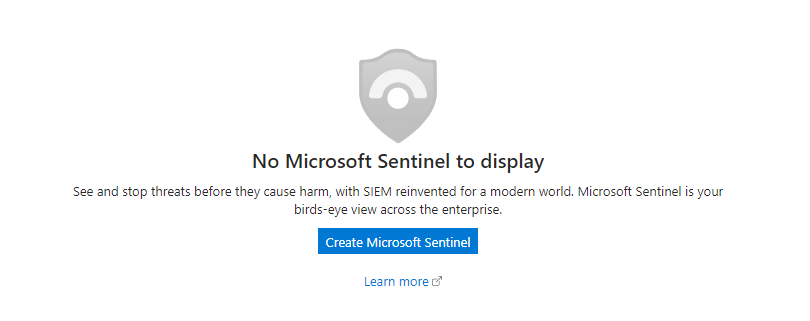 No Microsoft Sentinel to display
See and stop threats before they cause harm, with SIEM reinvented for a modern world. Microsoft Sentinel is your
birds-eye view across the enterprise.
Create Microsoft Sentinel
Learn more